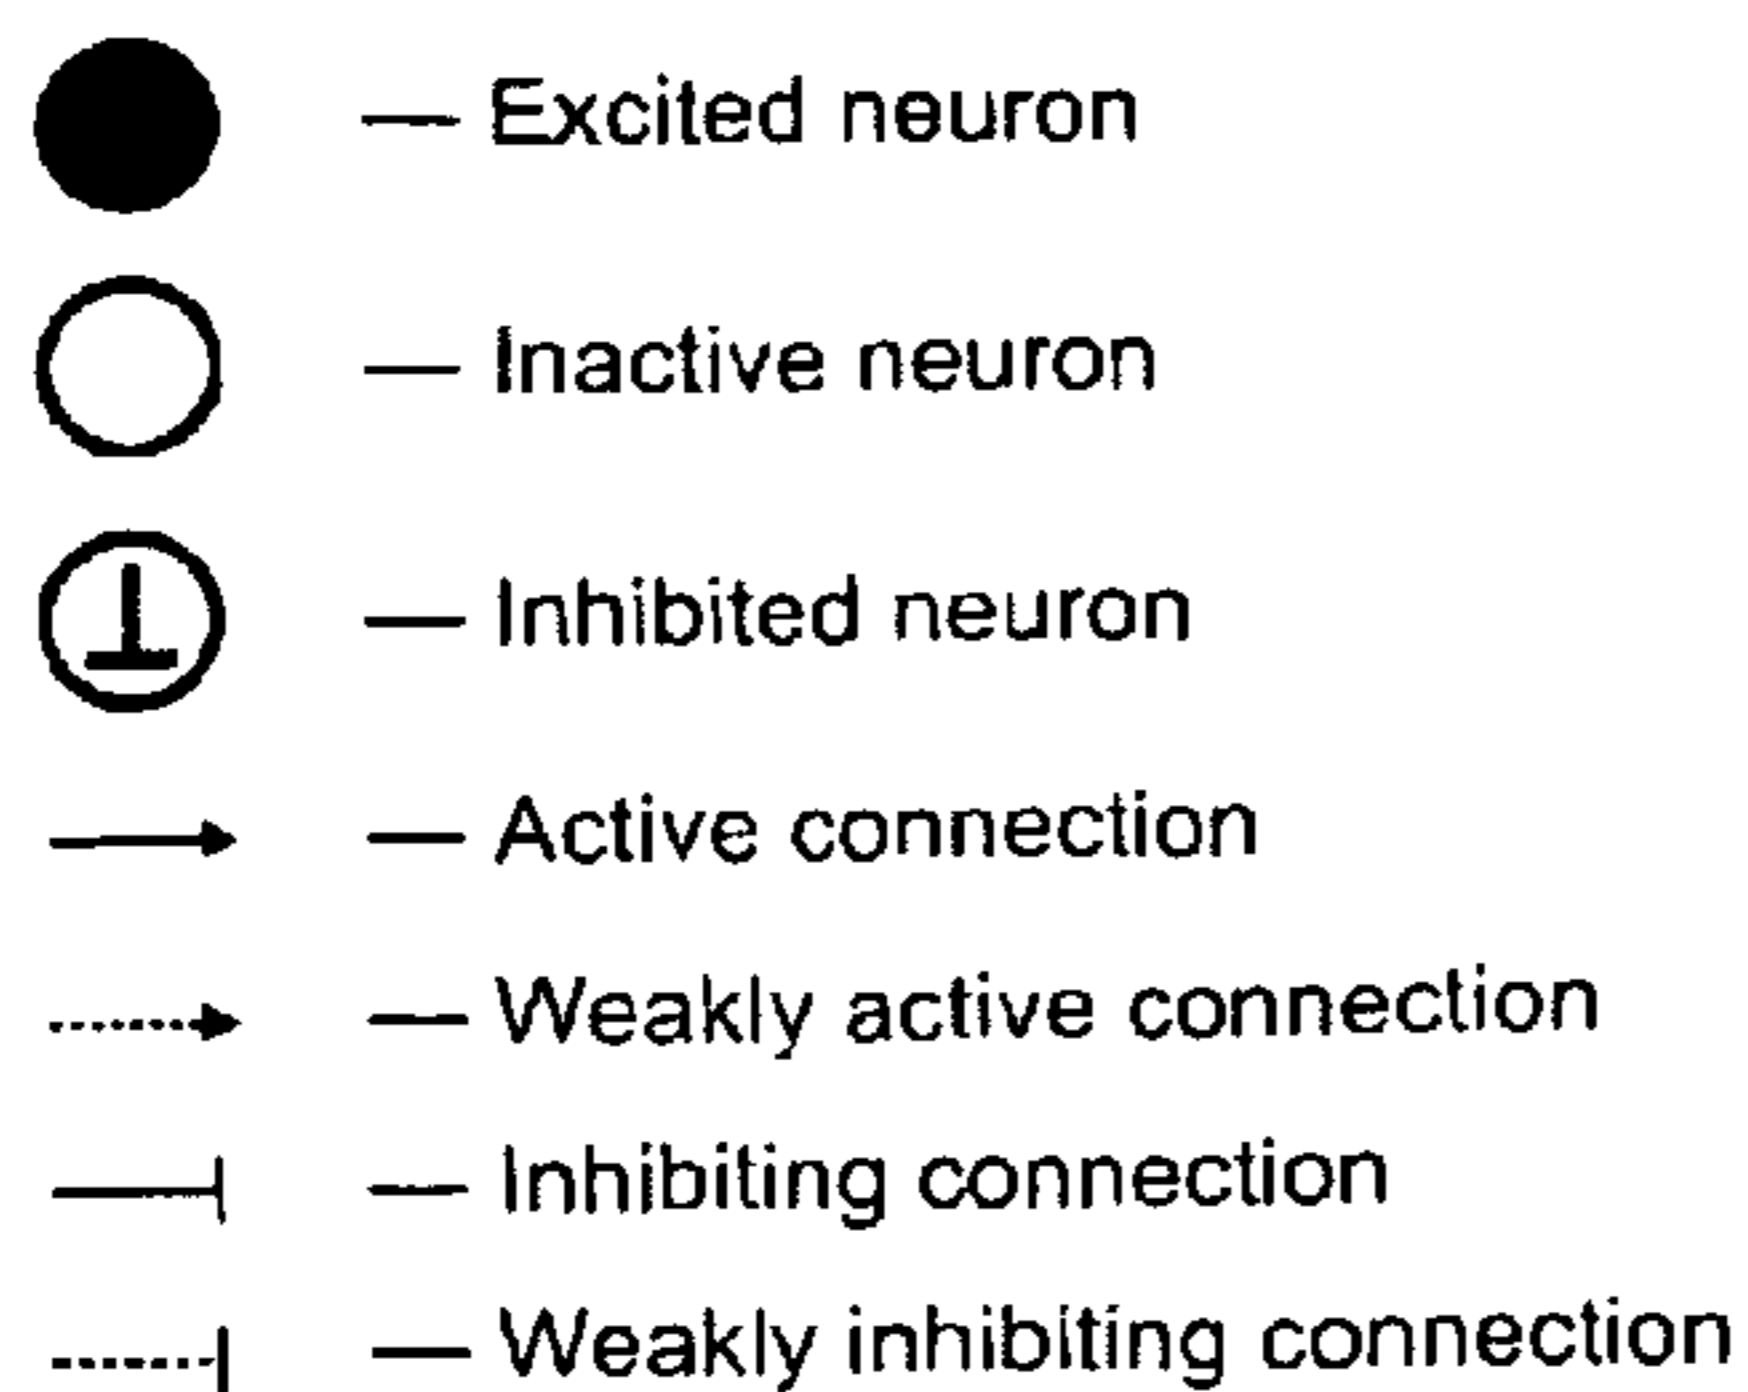 — Excited neuron
— Inactive neuron
— Inhibited neuron
— Active connection
— Weakly active connection
— Inhibiting connection
— Weakly inhibiting connection